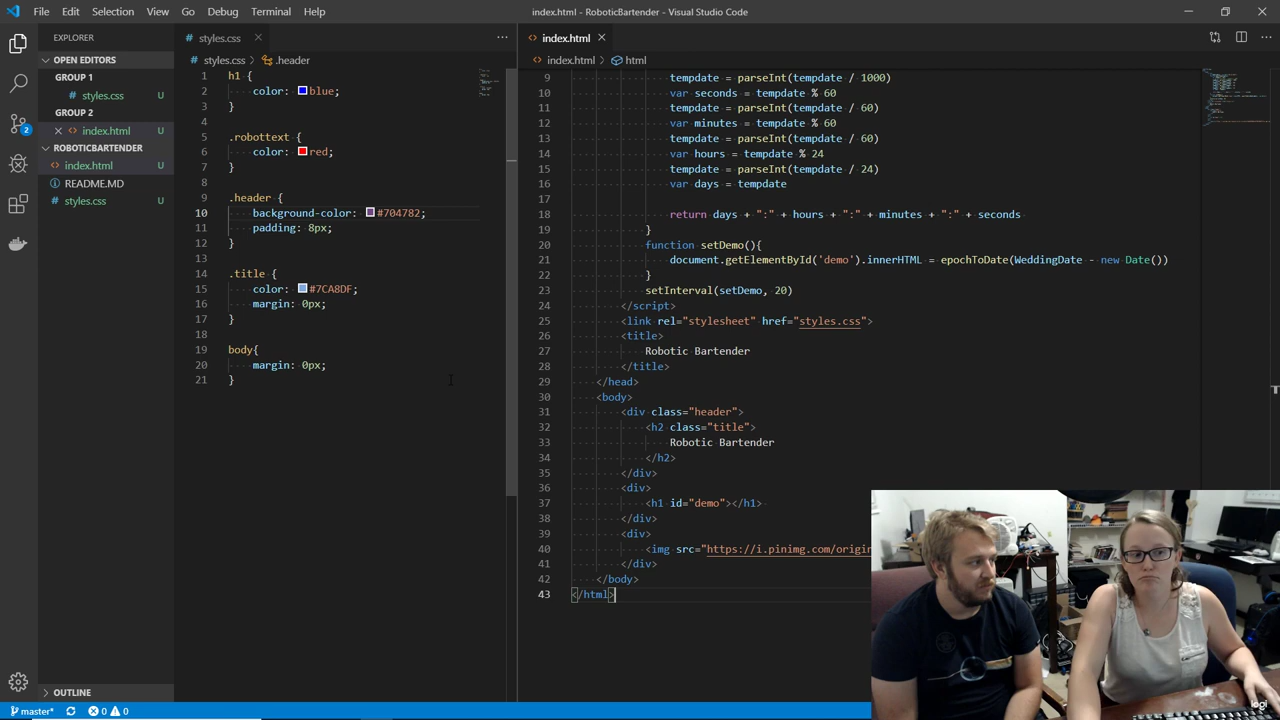 File Edit Selection View Go Debug Terminal Help
index.html - RoboticBartender - Visual Studio Code
EXPLORER
OPEN EDITORS
GROUP 1
styles.css U
GROUP 2
index.html U
ROBOTICBARTENDER
index.html U
README.MD
styles.css U
OUTLINE
2
master*
0 0
styles.css
styles.css .header
1 h1 {
2 color: blue;
3 }
4
5 .robottext {
6 color: red;
7 }
8
9 .header {
10 background-color: #704782;
11 padding: 8px;
12 }
13
14 .title {
15 color: #7CA8DF;
16 margin: 0px;
17 }
18
19 body{
20 margin: 0px;
21 }
index.html
index.html html
9 tempdate = parseInt(tempdate / 1000)
10 var seconds = tempdate % 60
11 tempdate = parseInt(tempdate / 60)
12 var minutes = tempdate % 60
13 tempdate = parseInt(tempdate / 60)
14 var hours = tempdate % 24
15 tempdate = parseInt(tempdate / 24)
16 var days = tempdate
17
18 return days + ":" + hours + ":" + minutes + ":" + seconds
19 }
20 function setDemo(){
21 document.getElementById('demo').innerHTML = epochToDate(WeddingDate - new Date())
22 }
23 setInterval(setDemo, 20)
24 </script>
25 <link rel="stylesheet" href="styles.css">
26 <title>
27 Robotic Bartender
28 </title>
29 </head>
30 <body>
31 <div class="header">
32 <h2 class="title">
33 Robotic Bartender
34 </h2>
35 </div>
36 <div>
37 <h1 id="demo"></h1>
38 </div>
39 <div>
40 <img src="https://i.pinimg.com/origin
41 </div>
42 </body>
43 </html>
logi